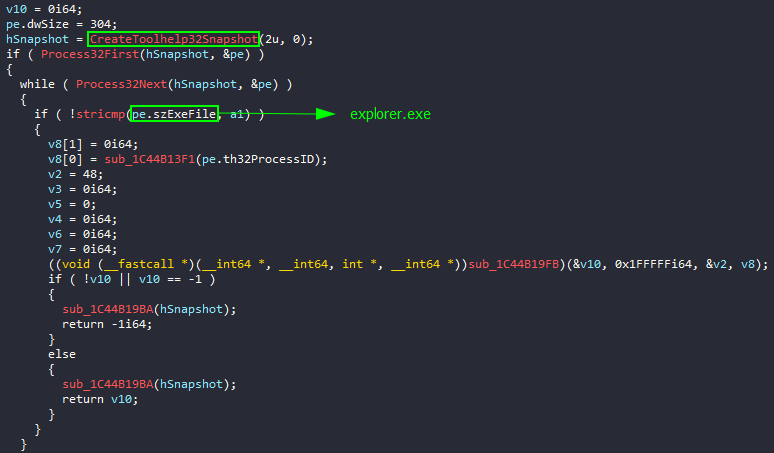 v10 = 0i64;
pe.dwSize = 304;
hSnapshot = CreateToolhelp32Snapshot(2u, 0);
if ( Process32First(hSnapshot, &pe) )
{
while ( Process32Next(hSnapshot, &pe) )
{
if ( !stricmp(pe.szExeFile, a1) ) explorer.exe
{
v8[1] = 0i64;
v8[0] = sub_1C44B13F1(pe.th32ProcessID);
v2 = 48;
v3 = 0i64;
v5 = 0;
v4 = 0i64;
v6 = 0i64;
v7 = 0i64;
((void (__fastcall *)(__int64 *, __int64, int *, __int64 *))sub_1C44B19FB)(&v10, 0x1FFFFFi64, &v2, v8);
if ( !v10 || v10 == -1 )
{
sub_1C44B19BA(hSnapshot);
return -1i64;
}
else
{
sub_1C44B19BA(hSnapshot);
return v10;
}
}
}